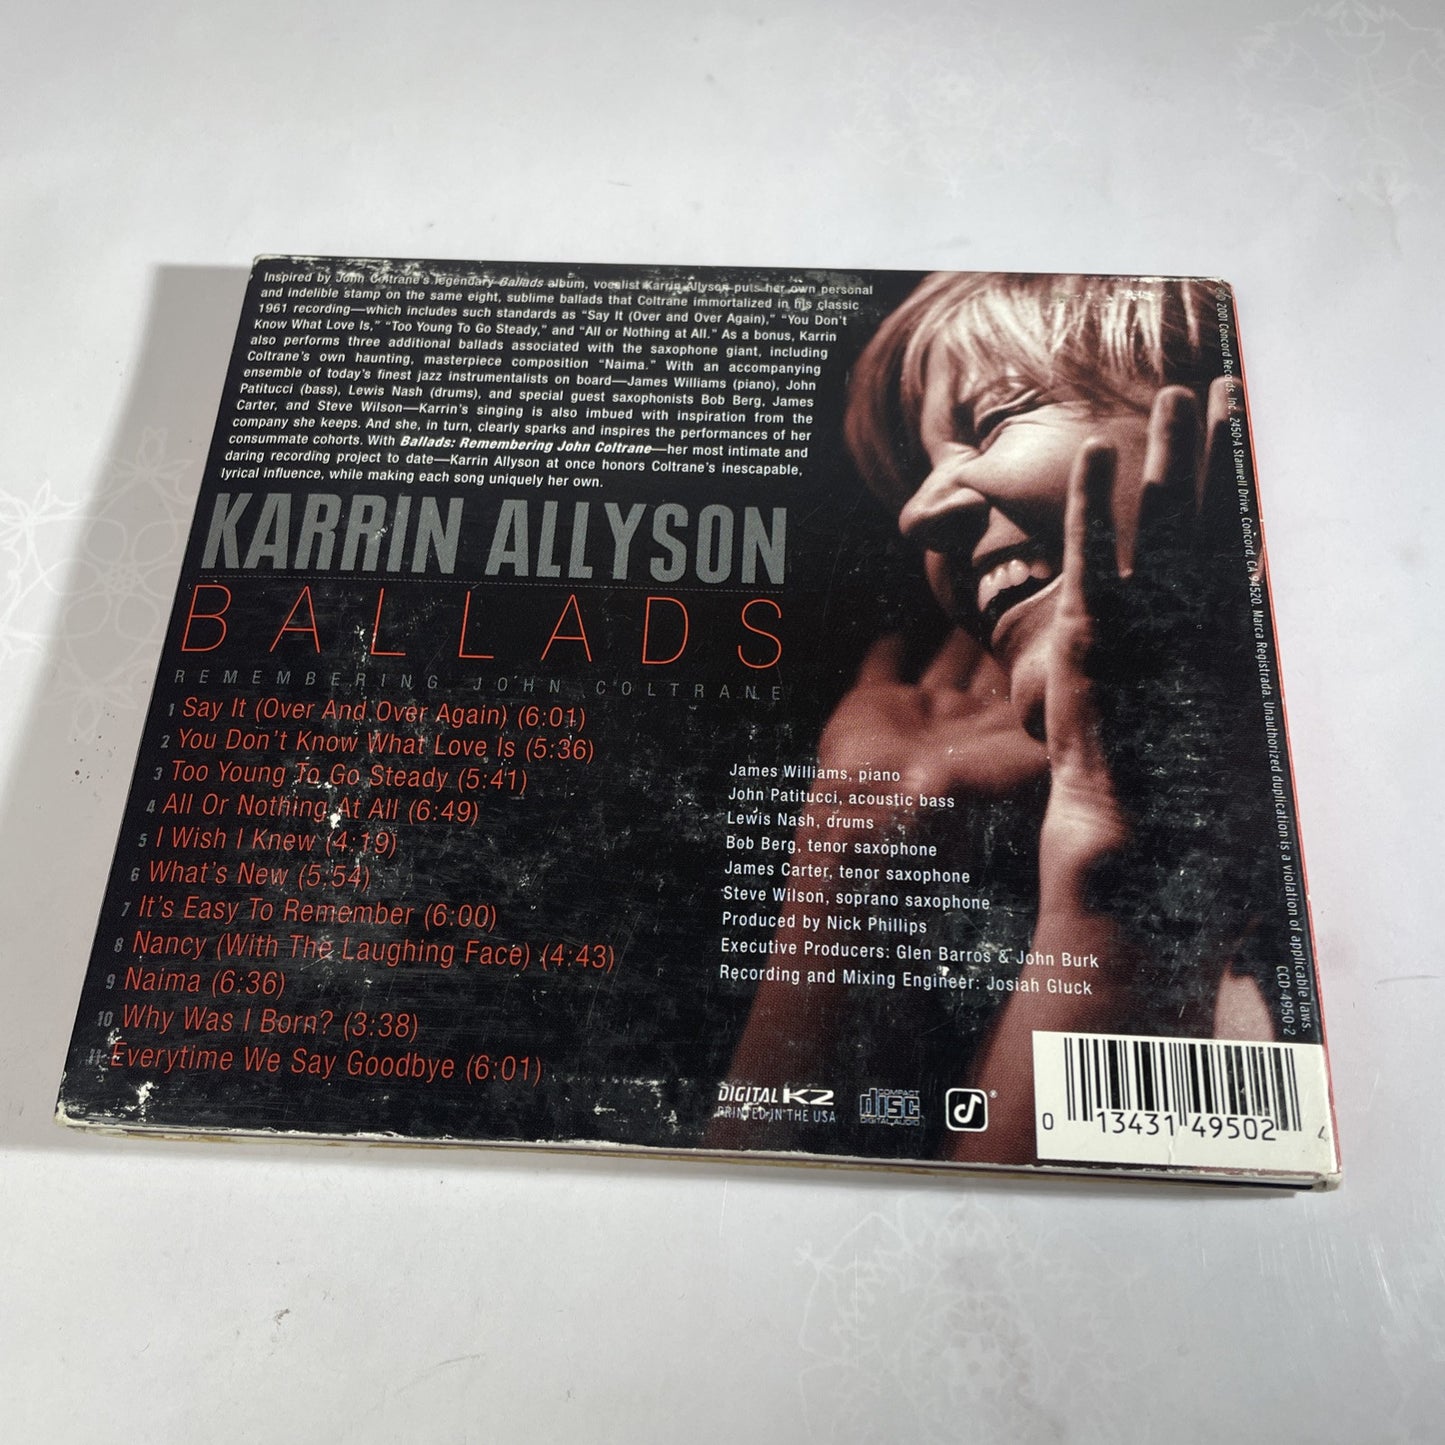 Inspired by John Coltrane's legendary Ballads album, vocalist Karrin Allyson puts her own personal
and indelible stamp on the same eight, sublime ballads that Coltrane immortalized in his classic
1961 recording—which includes such standards as “Say It (Over and Over Again),” “You Don't
Know What Love Is,” “Too Young To Go Steady,” and “All or Nothing at All.” As a bonus, Karrin
also performs three additional ballads associated with the saxophone giant, including
Coltrane's own haunting, masterpiece composition “Naima.” With an accompanying
ensemble of today's finest jazz instrumentalists on board—James Williams (piano), John
Patitucci (bass), Lewis Nash (drums), and special guest saxophonists Bob Berg, James
Carter, and Steve Wilson—Karrin's singing is also imbued with inspiration from the
company she keeps. And she, in turn, clearly sparks and inspires the performances of her
consummate cohorts. With Ballads: Remembering John Coltrane—her most intimate and
daring recording project to date—Karrin Allyson at once honors Coltrane's inescapable,
lyrical influence, while making each song uniquely her own.
KARRIN ALLYSON
BALLADS
REMEMBERING JOHN COLTRANE
1 Say It (Over And Over Again) (6:01)
2 You Don't Know What Love Is (5:36)
3 Too Young To Go Steady (5:41)
4 All Or Nothing At All (6:49)
5 I Wish I Knew (4:19)
6 What's New (5:54)
7 It's Easy To Remember (6:00)
8 Nancy (With The Laughing Face) (4:43)
9 Naima (6:36)
10 Why Was I Born? (3:38)
11 Everytime We Say Goodbye (6:01)
James Williams, piano
John Patitucci, acoustic bass
Lewis Nash, drums
Bob Berg, tenor saxophone
James Carter, tenor saxophone
Steve Wilson, soprano saxophone
Produced by Nick Phillips
Executive Producers: Glen Barros & John Burk
Recording and Mixing Engineer: Josiah Gluck
DIGITAL K2
PRINTED IN THE USA
COMPACT
disc
DIGITAL AUDIO
®
℗ 2001 Concord Records, Inc. 2450-A Stanwell Drive, Concord, CA 94520. Marca Registrada. Unauthorized duplication is a violation of applicable laws.
CCD-4950-2
0 13431 49502 4